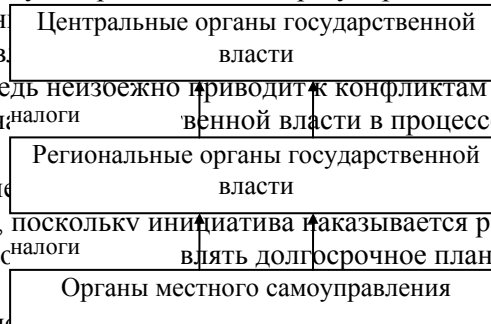 Центральные органы государственной
власти
едь неизбежно приводит к конфликтам
налоги
венной власти в процессе
Региональные органы государственной
власти
, поскольку инициатива наказывается р
налоги
влять долгосрочное план
Органы местного самоуправления